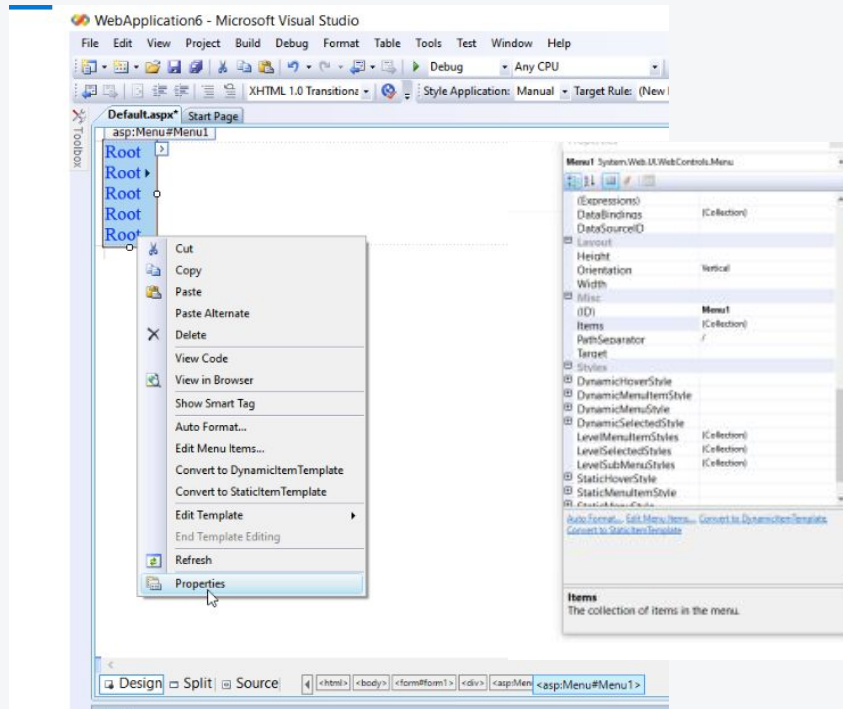 WebApplication6 - Microsoft Visual Studio
File Edit View Project Build Debug Format Table Tools Test Window Help
Debug Any CPU
XHTML 1.0 Transitiona Style Application: Manual Target Rule: (New
Default.aspx* Start Page
Toolbox
asp:Menu#Menu1
Root
Root
Root
Root
Root
Cut
Copy
Paste
Paste Alternate
Delete
View Code
View in Browser
Show Smart Tag
Auto Format...
Edit Menu Items...
Convert to DynamicItemTemplate
Convert to StaticItemTemplate
Edit Template
End Template Editing
Refresh
Properties
Menu1 System.Web.UI.WebControls.Menu
(Expressions)
DataBindings (Collection)
DataSourceID
Layout
Height
Orientation Vertical
Width
Misc
(ID) Menu1
Items (Collection)
PathSeparator /
Target
Styles
DynamicHoverStyle
DynamicMenuItemStyle
DynamicMenuStyle
DynamicSelectedStyle
LevelMenuItemStyles (Collection)
LevelSelectedStyles (Collection)
LevelSubMenuStyles (Collection)
StaticHoverStyle
StaticMenuItemStyle
Auto Format... Edit Menu Items... Convert to DynamicItemTemplate
Convert to StaticItemTemplate
Items
The collection of items in the menu.
Design Split Source <html> <body> <form#form1> <div> <asp:Men <asp:Menu#Menu1>